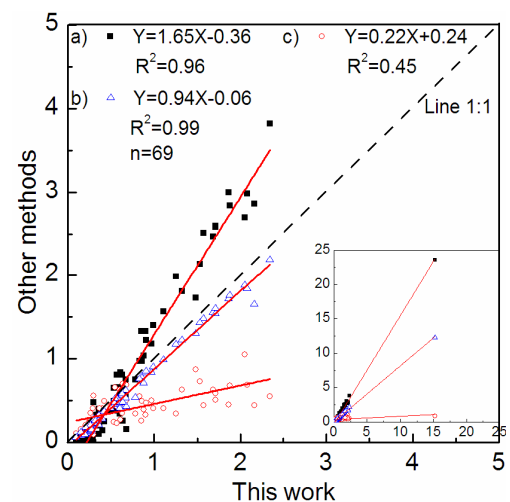 a) ■ Y=1.65X-0.36 c) ○ Y=0.22X+0.24
R²=0.96 R²=0.45
b) △ Y=0.94X-0.06
R²=0.99
n=69
Line 1:1
Other methods
5
4
3
2
1
0
0 1 2 3 4 5
This work
25
20
15
10
5
0
0 5 10 15 20 25